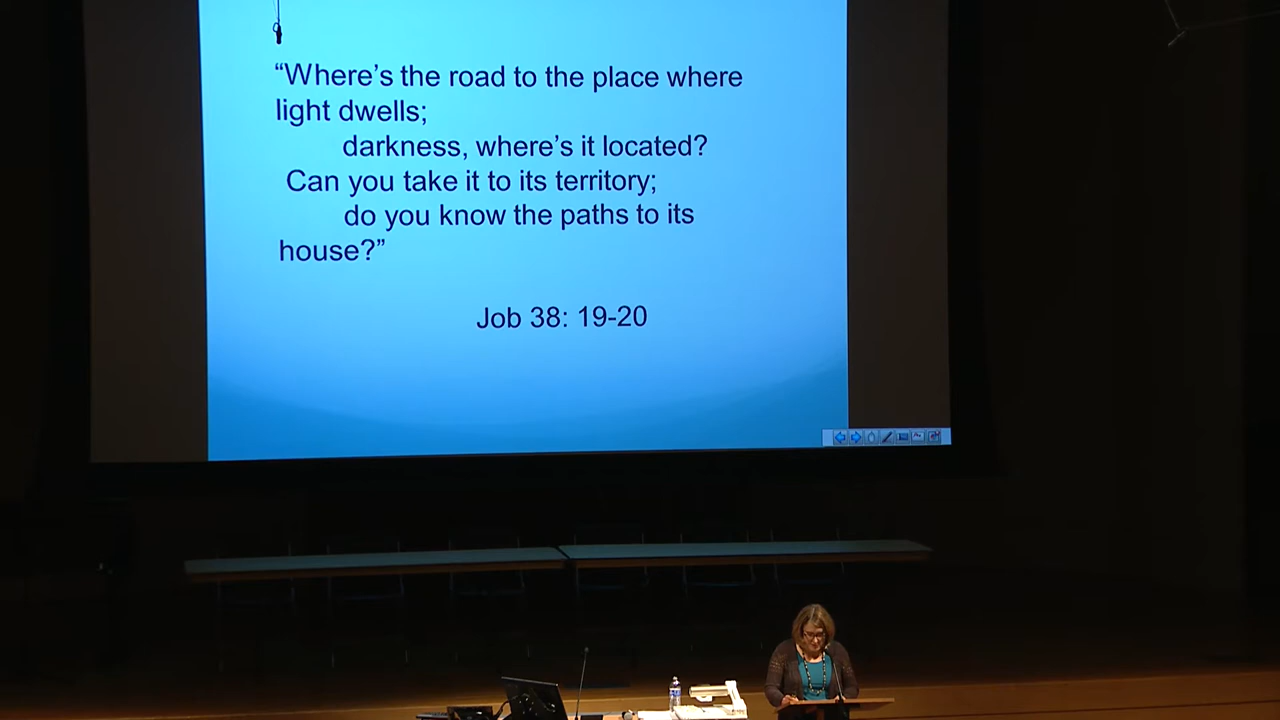 “Where’s the road to the place where
light dwells;
darkness, where’s it located?
Can you take it to its territory;
do you know the paths to its
house?”
Job 38: 19-20